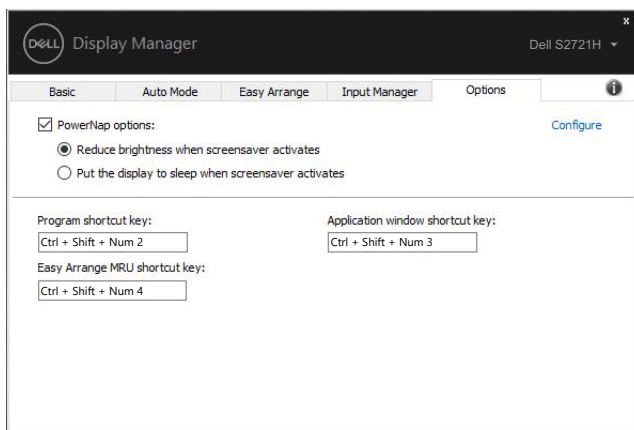 x
DELL Display Manager
Dell S2721H
Basic Auto Mode Easy Arrange Input Manager Options i
PowerNap options: Configure
Reduce brightness when screensaver activates
Put the display to sleep when screensaver activates
Program shortcut key: Application window shortcut key:
Ctrl + Shift + Num 2 Ctrl + Shift + Num 3
Easy Arrange MRU shortcut key:
Ctrl + Shift + Num 4